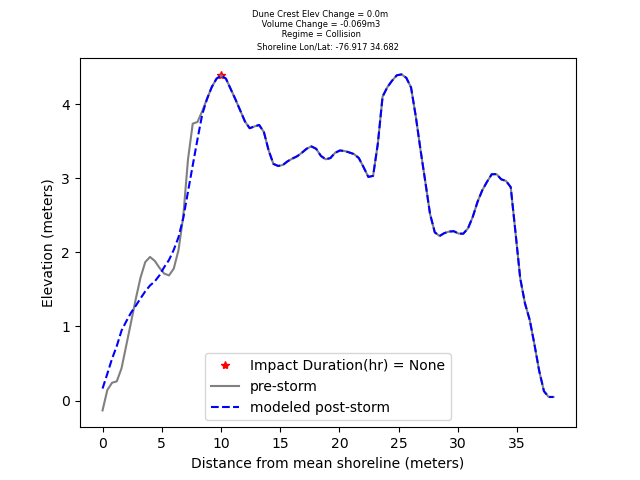 Dune Crest Elev Change = 0.0m
Volume Change = -0.069m3
Regime = Collision
Shoreline Lon/Lat: -76.917 34.682
4
3
2
1
0
Elevation (meters)
Impact Duration(hr) = None
pre-storm
modeled post-storm
0 5 10 15 20 25 30 35
Distance from mean shoreline (meters)